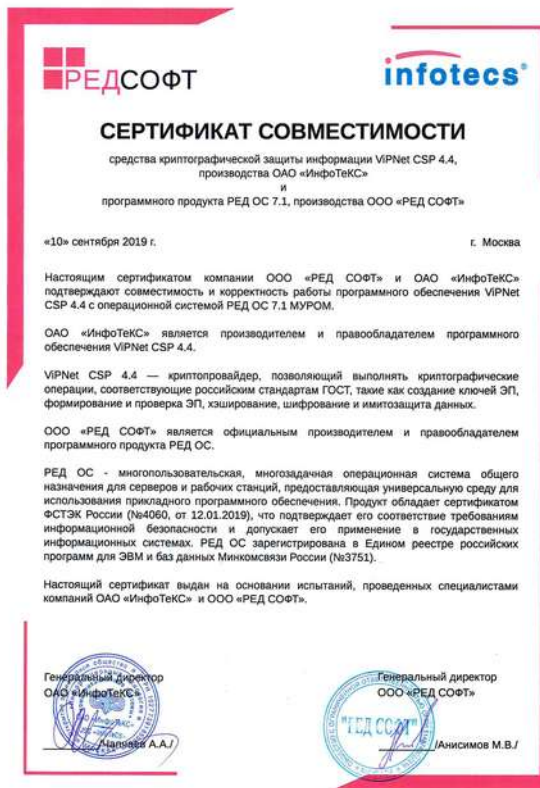 РЕДСОФТ
infotecs®
СЕРТИФИКАТ СОВМЕСТИМОСТИ
средства криптографической защиты информации ViPNet CSP 4.4,
производства ОАО «ИнфоТеКС»
и
программного продукта РЕД ОС 7.1, производства ООО «РЕД СОФТ»
«10» сентября 2019 г.
г. Москва
Настоящим сертификатом компании ООО «РЕД СОФТ» и ОАО «ИнфоТеКС»
подтверждают совместимость и корректность работы программного обеспечения ViPNet
CSP 4.4 с операционной системой РЕД ОС 7.1 МУРОМ.
ОАО «ИнфоТеКС» является производителем и правообладателем программного
обеспечения ViPNet CSP 4.4.
ViPNet CSP 4.4 — криптопровайдер, позволяющий выполнять криптографические
операции, соответствующие российским стандартам ГОСТ, такие как создание ключей ЭП,
формирование и проверка ЭП, хэширование, шифрование и имитозащита данных.
ООО «РЕД СОФТ» является официальным производителем и правообладателем
программного продукта РЕД ОС.
РЕД ОС - многопользовательская, многозадачная операционная система общего
назначения для серверов и рабочих станций, предоставляющая универсальную среду для
использования прикладного программного обеспечения. Продукт обладает сертификатом
ФСТЭК России (№4060, от 12.01.2019), что подтверждает его соответствие требованиям
информационной безопасности и допускает его применение в государственных
информационных системах. РЕД ОС зарегистрирована в Едином реестре российских
программ для ЭВМ и баз данных Минкомсвязи России (№3751).
Настоящий сертификат выдан на основании испытаний, проведенных специалистами
компаний ОАО «ИнфоТеКС» и ООО «РЕД СОФТ».
Генеральный директор
ОАО «ИнфоТеКС»
/Чапчаев А.А./
Генеральный директор
ООО «РЕД СОФТ»
"РЕД СОФТ"
/Анисимов М.В./